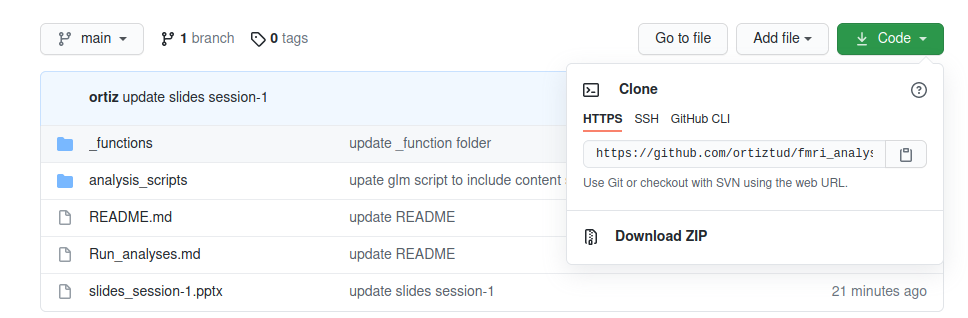 main 1 branch 0 tags Go to file Add file Code
ortiz update slides session-1
Clone
HTTPS SSH GitHub CLI
https://github.com/ortiztud/fmri_analys
Use Git or checkout with SVN using the web URL.
Download ZIP
_functions update _function folder
analysis_scripts upate glm script to include content
README.md update README
Run_analyses.md update README
slides_session-1.pptx update slides session-1 21 minutes ago